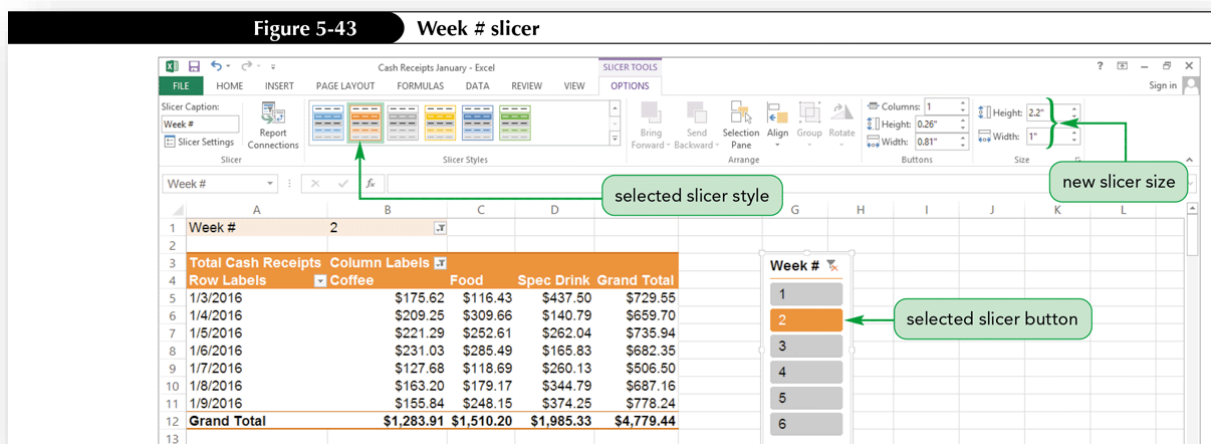 Figure 5-43 Week # slicer
Cash Receipts January - Excel SLICER TOOLS ?
FILE HOME INSERT PAGE LAYOUT FORMULAS DATA REVIEW VIEW OPTIONS Sign in
Slicer Caption:
Week #
Slicer Settings
Report Connections
Slicer
Slicer Styles
Bring Forward
Send Backward
Selection Pane
Align
Group
Rotate
Arrange
Columns: 1
Height: 0.26"
Width: 0.81"
Buttons
Height: 2.2"
Width: 1"
Size
Week # fx
selected slicer style
new slicer size
A B C D G H I J K L
1 Week # 2
2
3 Total Cash Receipts Column Labels
4 Row Labels Coffee Food Spec Drink Grand Total
5 1/3/2016 $175.62 $116.43 $437.50 $729.55
6 1/4/2016 $209.25 $309.66 $140.79 $659.70
7 1/5/2016 $221.29 $252.61 $262.04 $735.94
8 1/6/2016 $231.03 $285.49 $165.83 $682.35
9 1/7/2016 $127.68 $118.69 $260.13 $506.50
10 1/8/2016 $163.20 $179.17 $344.79 $687.16
11 1/9/2016 $155.84 $248.15 $374.25 $778.24
12 Grand Total $1,283.91 $1,510.20 $1,985.33 $4,779.44
13
Week #
1
2
3
4
5
6
selected slicer button